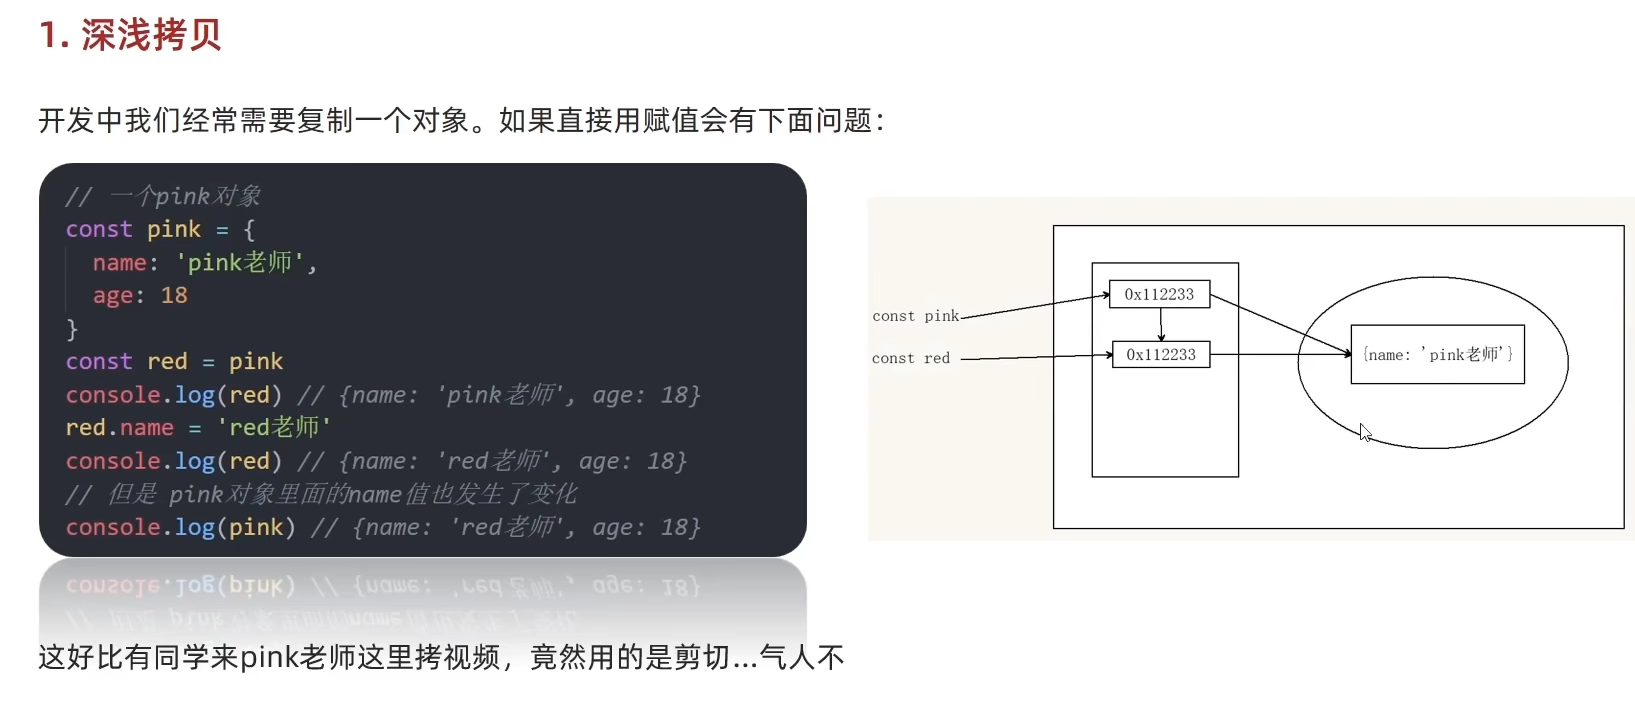 1. 深浅拷贝
开发中我们经常需要复制一个对象。如果直接用赋值会有下面问题：
// 一个pink对象
const pink = {
  name: 'pink老师',
  age: 18
}
const red = pink
console.log(red) // {name: 'pink老师', age: 18}
red.name = 'red老师'
console.log(red) // {name: 'red老师', age: 18}
// 但是 pink对象里面的name值也发生了变化
console.log(pink) // {name: 'red老师', age: 18}
const pink
const red
0x112233
0x112233
{name: 'pink老师'}
这好比有同学来pink老师这里拷视频，竟然用的是剪切...气人不